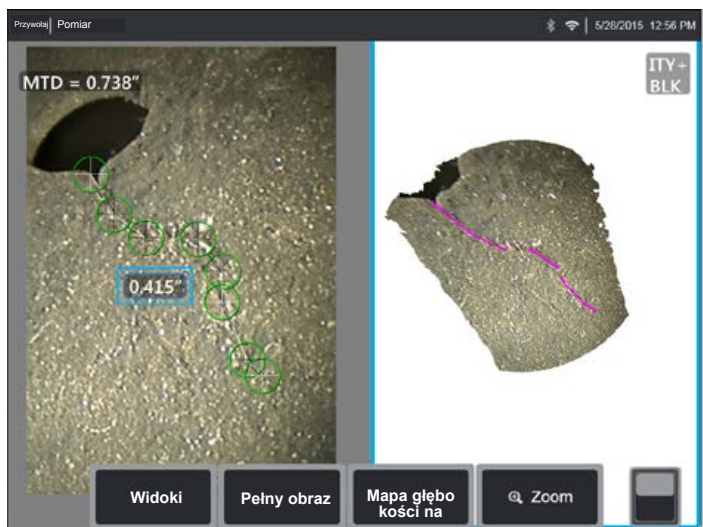 Przywołaj Pomiar
5/28/2015 12:56 PM
MTD = 0.738"
ITY+
BLK
0.415"
Widoki
Pełny obraz
Mapa głębo
kości na
Zoom